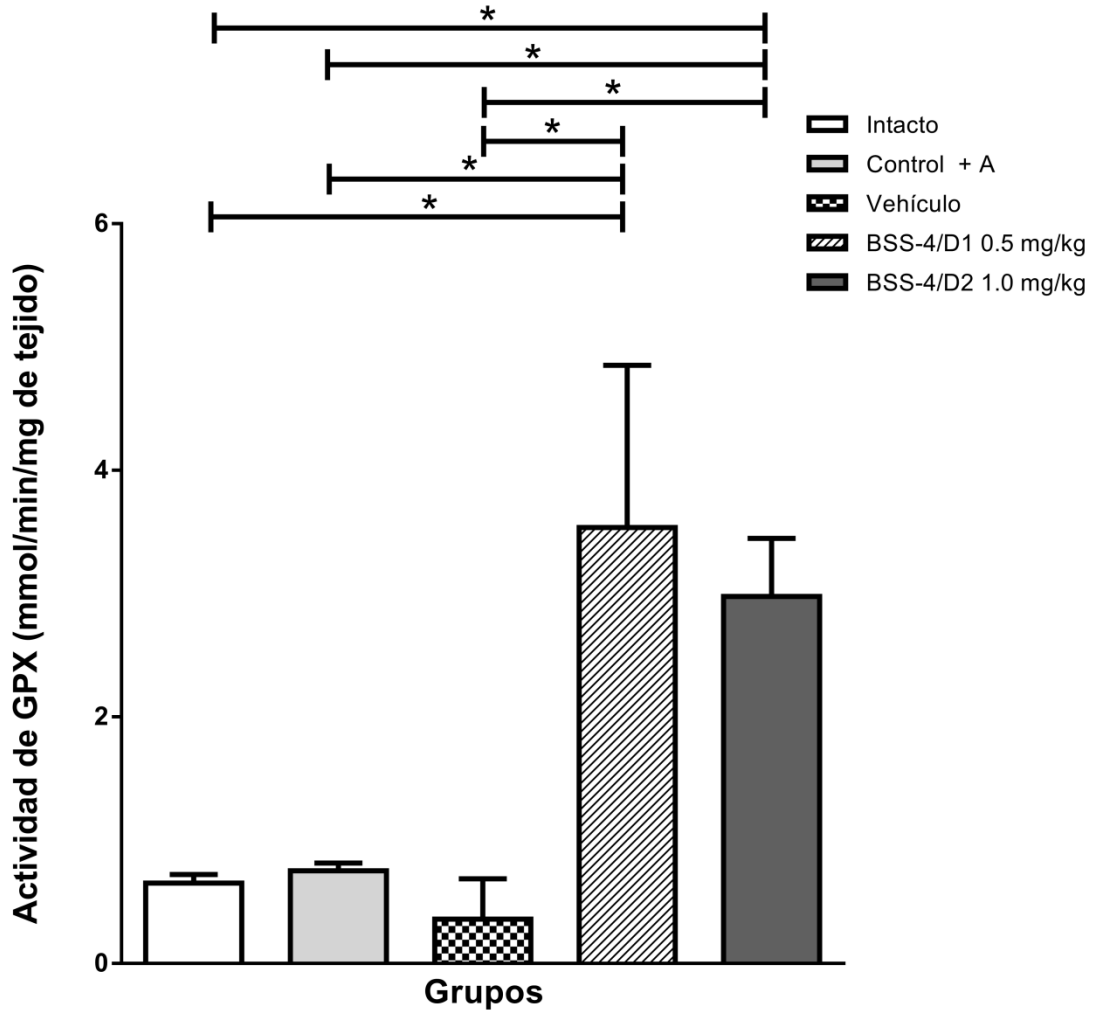 *
*
*
*
*
*
Intacto
Control + A
Vehículo
BSS-4/D1 0.5 mg/kg
BSS-4/D2 1.0 mg/kg
Actividad de GPX (mmol/min/mg de tejido)
6
4
2
0
Grupos